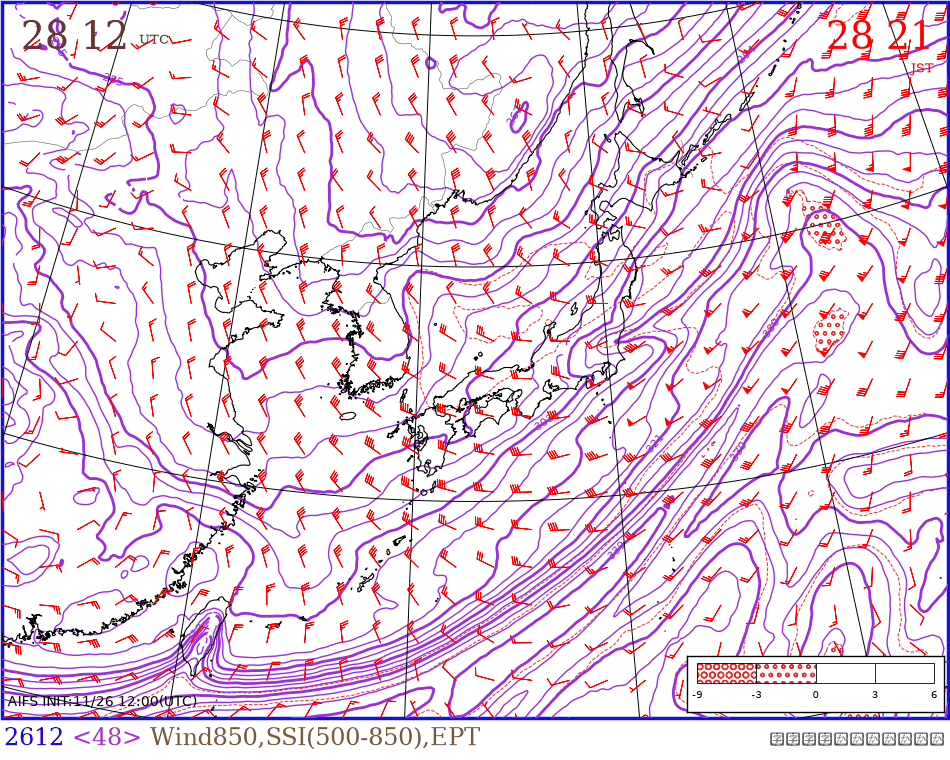 28 12 UTC
28 21
JST
-9 -3 0 3 6
AIFS INIT:11/26 12:00(UTC)
2612 <48> Wind850,SSI(500-850),EPT